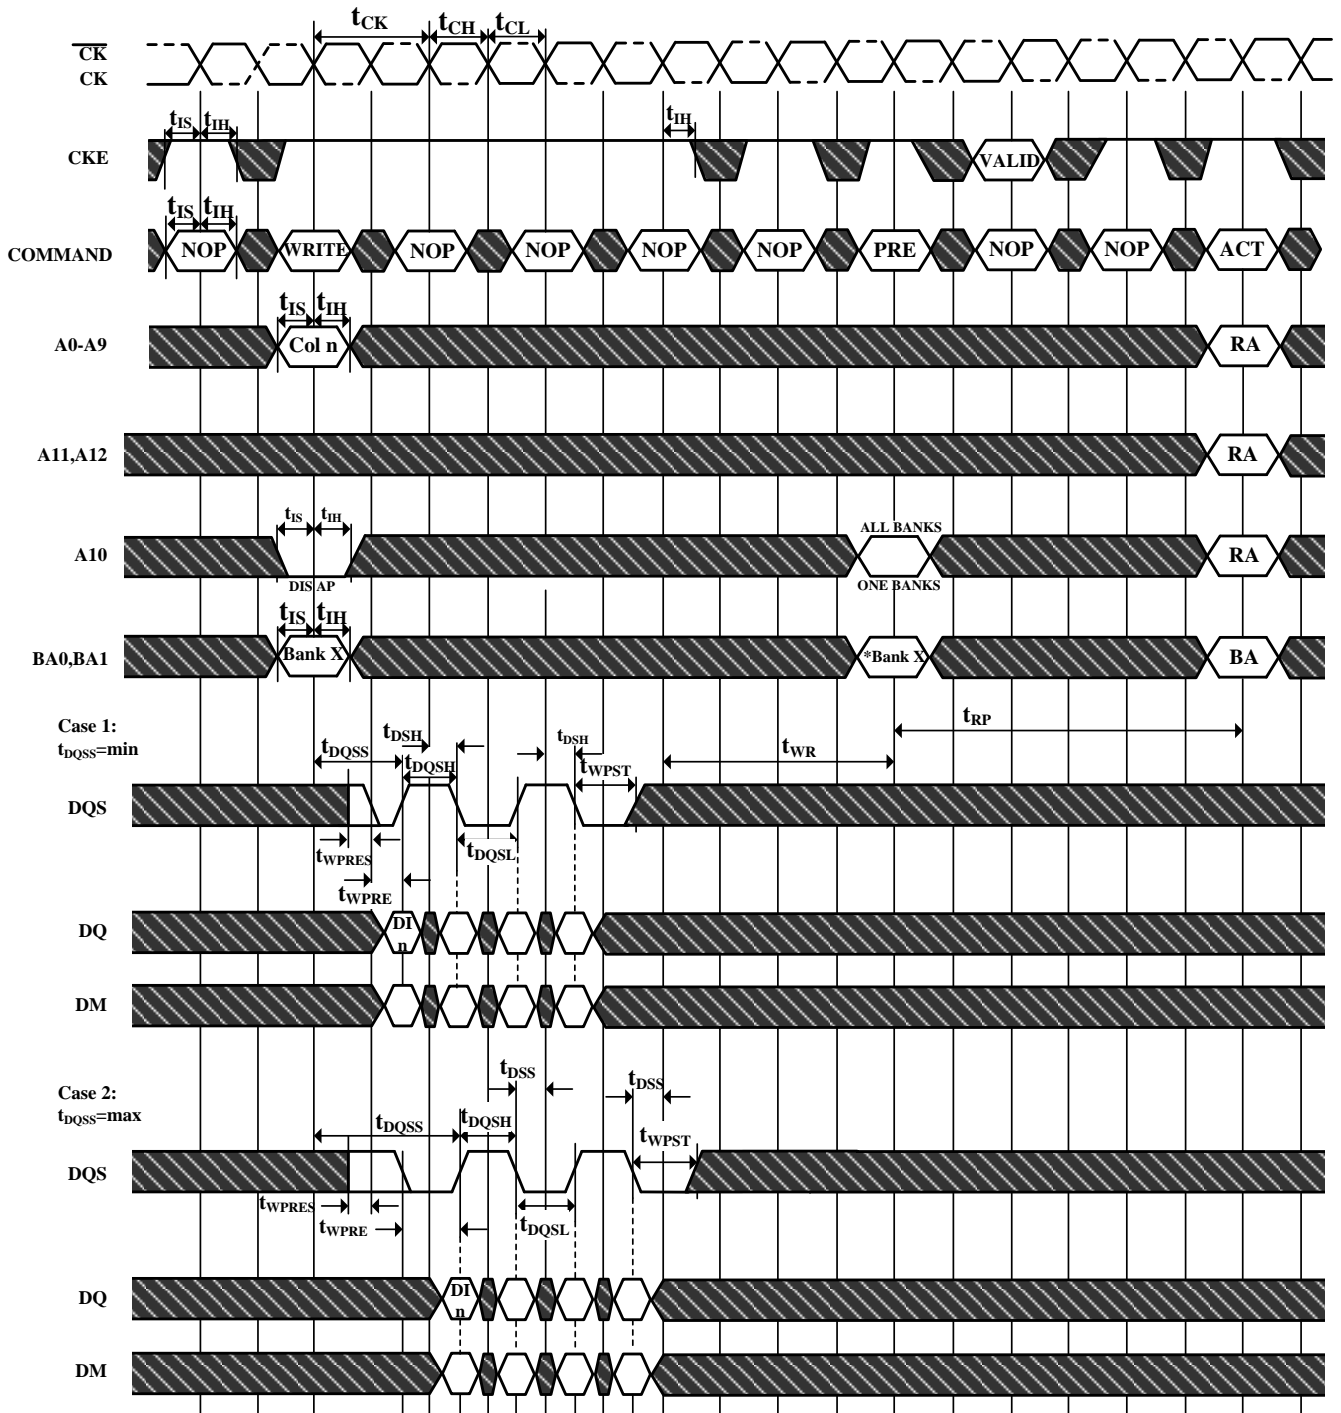 tCK tCH tCL
CK
CK
tIS tIH tIH
CKE VALID
tIS tIH
COMMAND NOP WRITE NOP NOP NOP NOP PRE NOP NOP ACT
tIS tIH
A0-A9 Col n RA
A11,A12 RA
tIS tIH ALL BANKS
A10 RA
DIS AP ONE BANKS
tIS tIH
BA0,BA1 Bank X *Bank X BA
Case 1:
tDQSS=min
tDSH tDSH tRP
tDQSS tWR
tDQSH tWPST
DQS
tWPRES tDQSL
tWPRE
DQ DI
n
DM
Case 2:
tDQSS=max
tDSS tDSS
tDQSS tDQSH tWPST
DQS
tWPRES
tWPRE tDQSL
DQ DI
n
DM